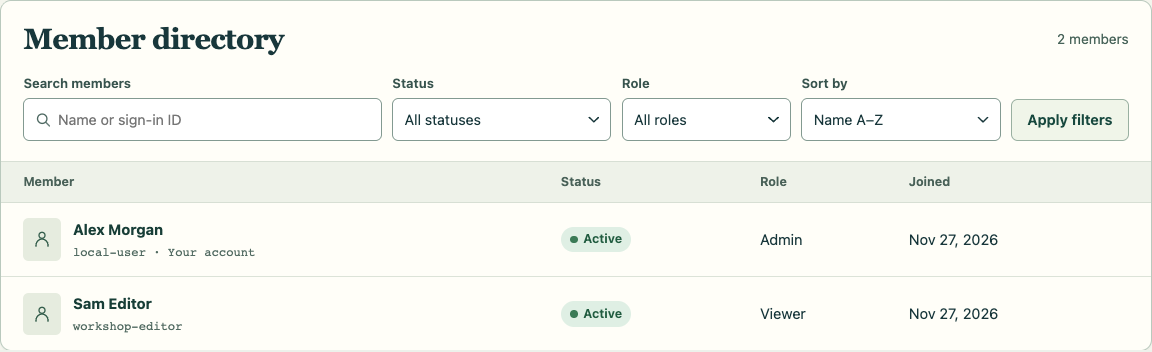 Member directory
2 members
Search members
Status
Role
Sort by
Name or sign-in ID
All statuses
All roles
Name A–Z
Apply filters
Member Status Role Joined
Alex Morgan
local-user · Your account
Active
Admin
Nov 27, 2026
Sam Editor
workshop-editor
Active
Viewer
Nov 27, 2026